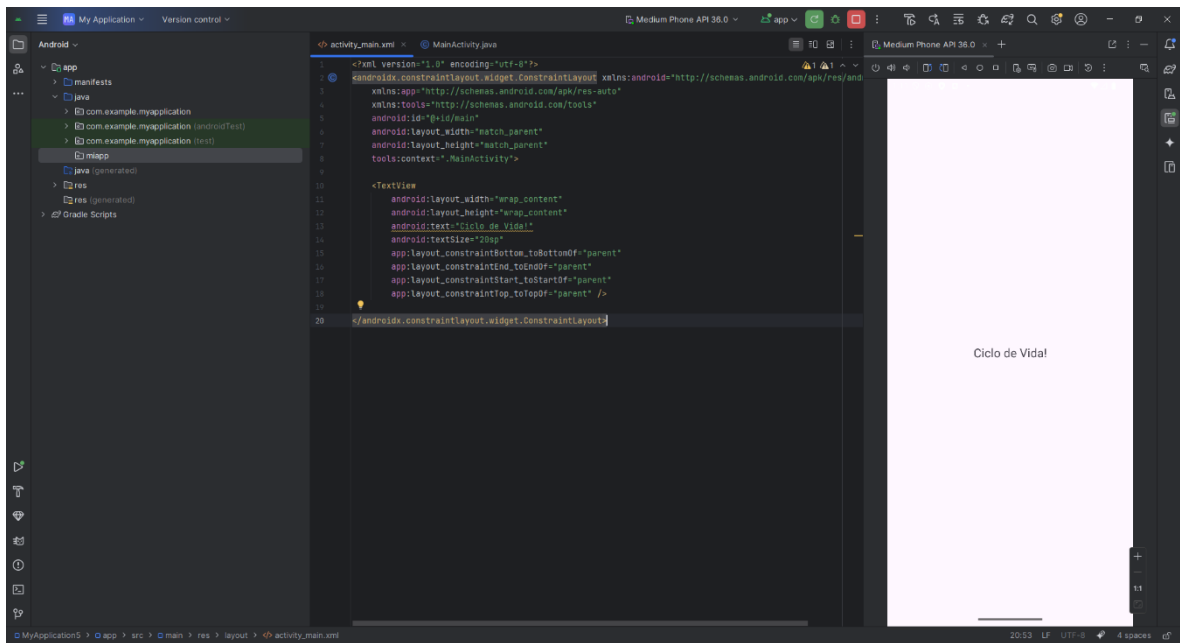 MA My Application Version control Medium Phone API 36.0 app
Android
activity_main.xml
MainActivity.java
Medium Phone API 36.0
app
manifests
java
com.example.myapplication
com.example.myapplication (androidTest)
com.example.myapplication (test)
miapp
java (generated)
res
res (generated)
Gradle Scripts
1 <?xml version="1.0" encoding="utf-8"?>
2 <androidx.constraintlayout.widget.ConstraintLayout xmlns:android="http://schemas.android.com/apk/res/and
3 xmlns:app="http://schemas.android.com/apk/res-auto"
4 xmlns:tools="http://schemas.android.com/tools"
5 android:id="@+id/main"
6 android:layout_width="match_parent"
7 android:layout_height="match_parent"
8 tools:context=".MainActivity">
9
10 <TextView
11 android:layout_width="wrap_content"
12 android:layout_height="wrap_content"
13 android:text="Ciclo de Vida!"
14 android:textSize="20sp"
15 app:layout_constraintBottom_toBottomOf="parent"
16 app:layout_constraintEnd_toEndOf="parent"
17 app:layout_constraintStart_toStartOf="parent"
18 app:layout_constraintTop_toTopOf="parent" />
19
20 </androidx.constraintlayout.widget.ConstraintLayout>
1 1
Ciclo de Vida!
1:1
MyApplication5 > app > src > main > res > layout > activity_main.xml
20:53 LF UTF-8 4 spaces